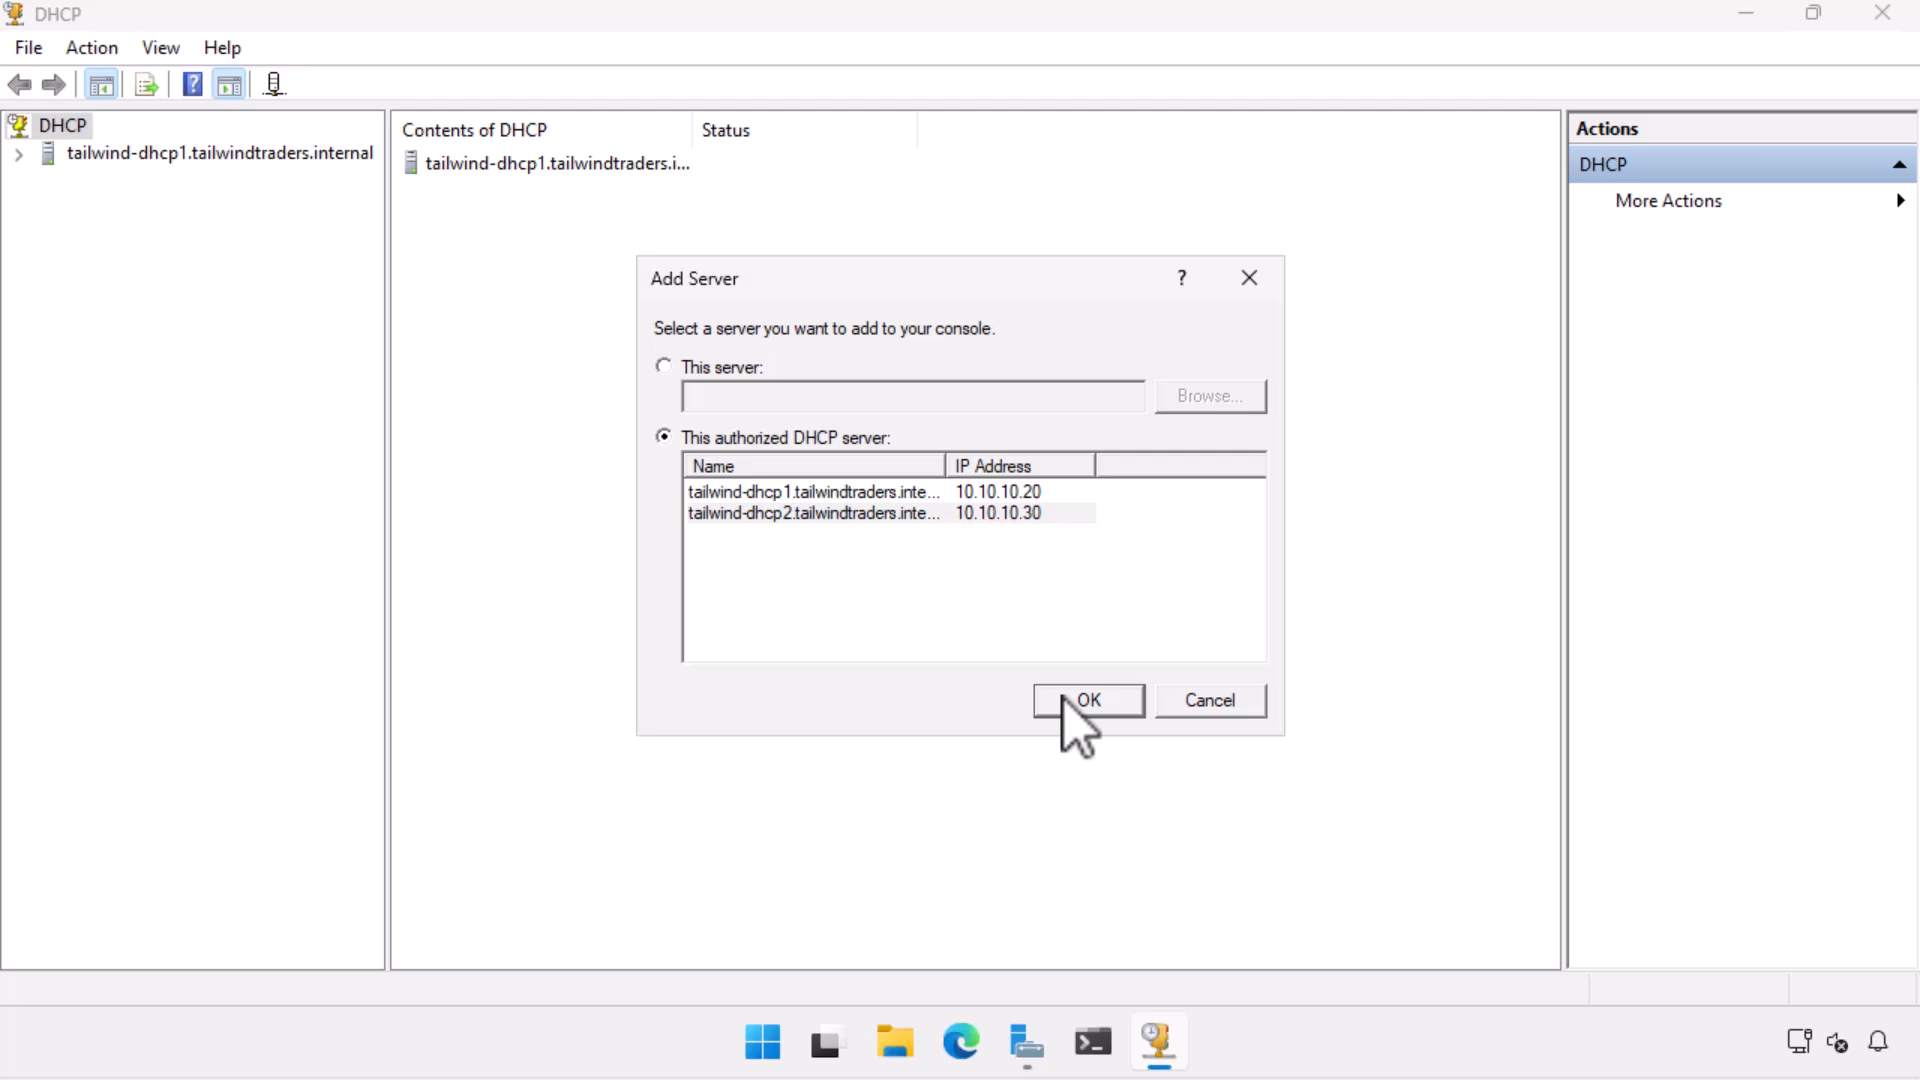 DHCP
File Action View Help
DHCP
tailwind-dhcp1.tailwindtraders.internal
Contents of DHCP Status
tailwind-dhcp1.tailwindtraders.i...
Actions
DHCP
More Actions
Add Server ?
Select a server you want to add to your console.
This server:
Browse...
This authorized DHCP server:
Name IP Address
tailwind-dhcp1.tailwindtraders.inte... 10.10.10.20
tailwind-dhcp2.tailwindtraders.inte... 10.10.10.30
OK Cancel